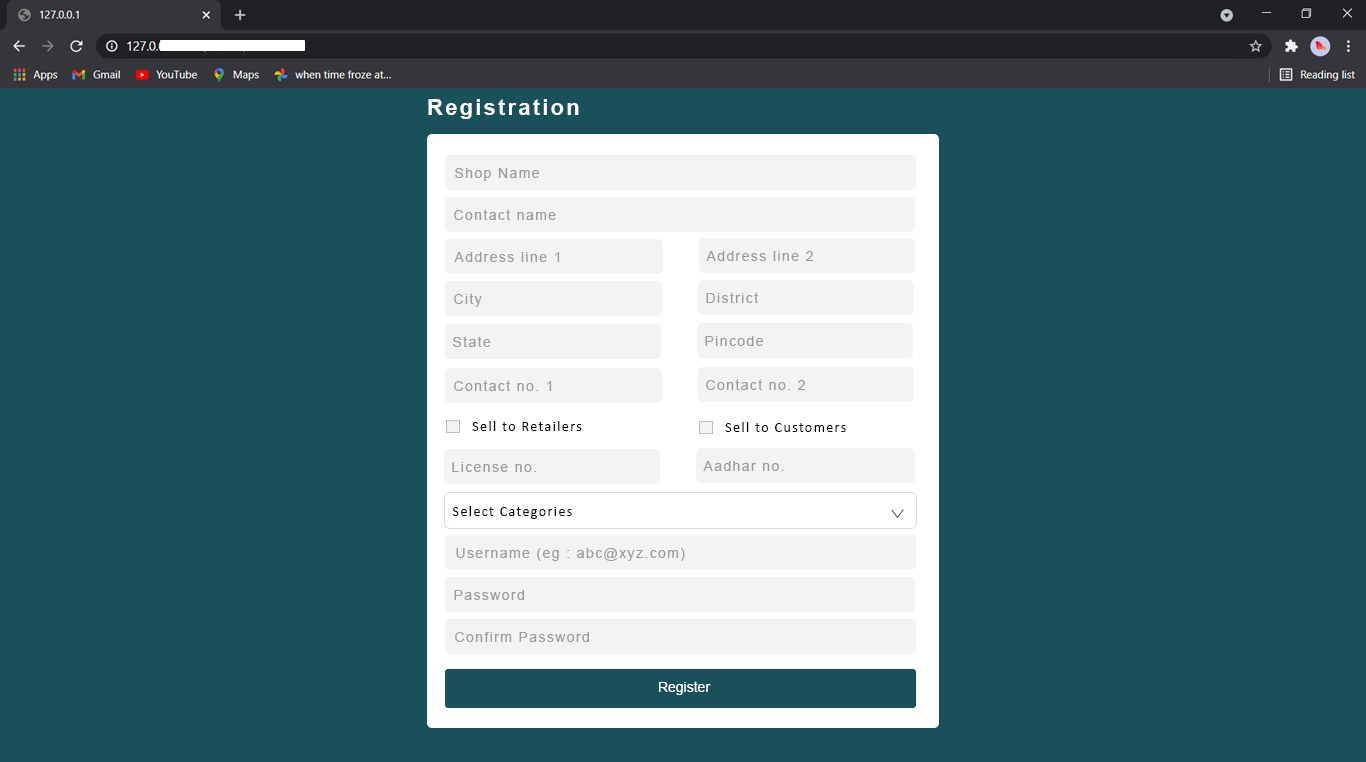 127.0.0.1
127.0.
Apps Gmail YouTube Maps when time froze at... Reading list
Registration
Shop Name
Contact name
Address line 1 Address line 2
City District
State Pincode
Contact no. 1 Contact no. 2
Sell to Retailers Sell to Customers
License no. Aadhar no.
Select Categories
Username (eg : abc@xyz.com)
Password
Confirm Password
Register